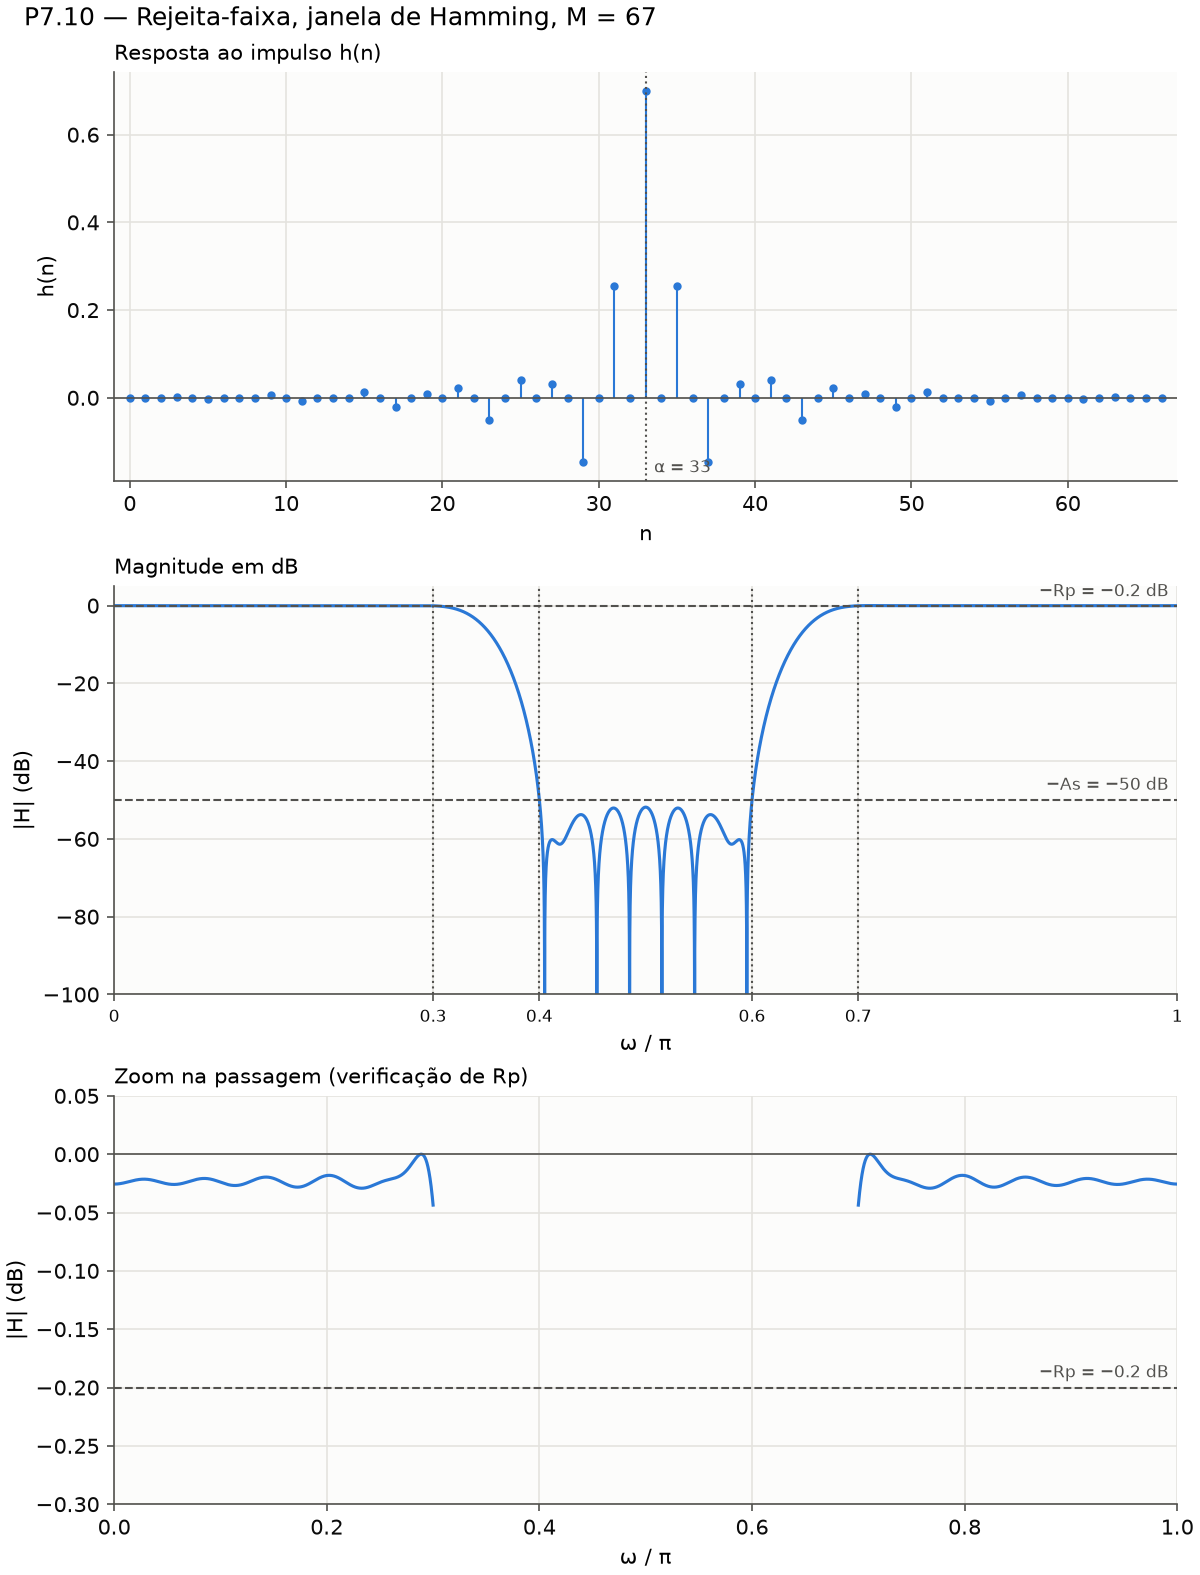 P7.10 — Rejeita-faixa, janela de Hamming, M = 67
Resposta ao impulso h(n)
h(n)
0.6
0.4
0.2
0.0
α = 33
0 10 20 30 40 50 60
n
Magnitude em dB
|H| (dB)
−Rp = −0.2 dB
0
−20
−40
−As = −50 dB
−60
−80
−100
0 0.3 0.4 0.6 0.7 1
ω / π
Zoom na passagem (verificação de Rp)
|H| (dB)
0.05
0.00
−0.05
−0.10
−0.15
−Rp = −0.2 dB
−0.20
−0.25
−0.30
0.0 0.2 0.4 0.6 0.8 1.0
ω / π